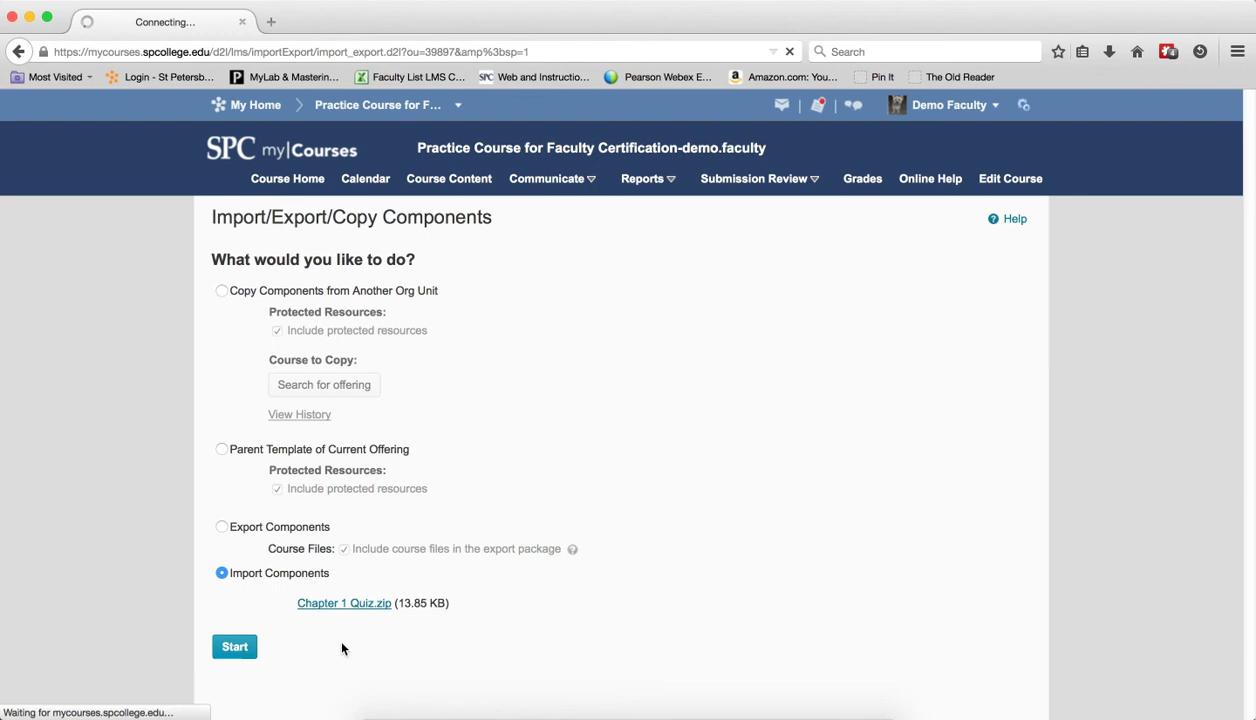 Connecting...
https://mycourses.spcollege.edu/d2l/lms/importExport/import_export.d2l?ou=39897&amp%3bsp=1
Search
4
Most Visited
Login - St Petersb...
MyLab & Mastering...
Faculty List LMS C...
SPC Web and Instructio...
Pearson Webex E...
Amazon.com: You...
Pin It
The Old Reader
My Home
Practice Course for F...
Demo Faculty
SPC my|Courses
Practice Course for Faculty Certification-demo.faculty
Course Home
Calendar
Course Content
Communicate
Reports
Submission Review
Grades
Online Help
Edit Course
Import/Export/Copy Components
Help
What would you like to do?
Copy Components from Another Org Unit
Protected Resources:
Include protected resources
Course to Copy:
Search for offering
View History
Parent Template of Current Offering
Protected Resources:
Include protected resources
Export Components
Course Files: Include course files in the export package
Import Components
Chapter 1 Quiz.zip (13.85 KB)
Start
Waiting for mycourses.spcollege.edu...